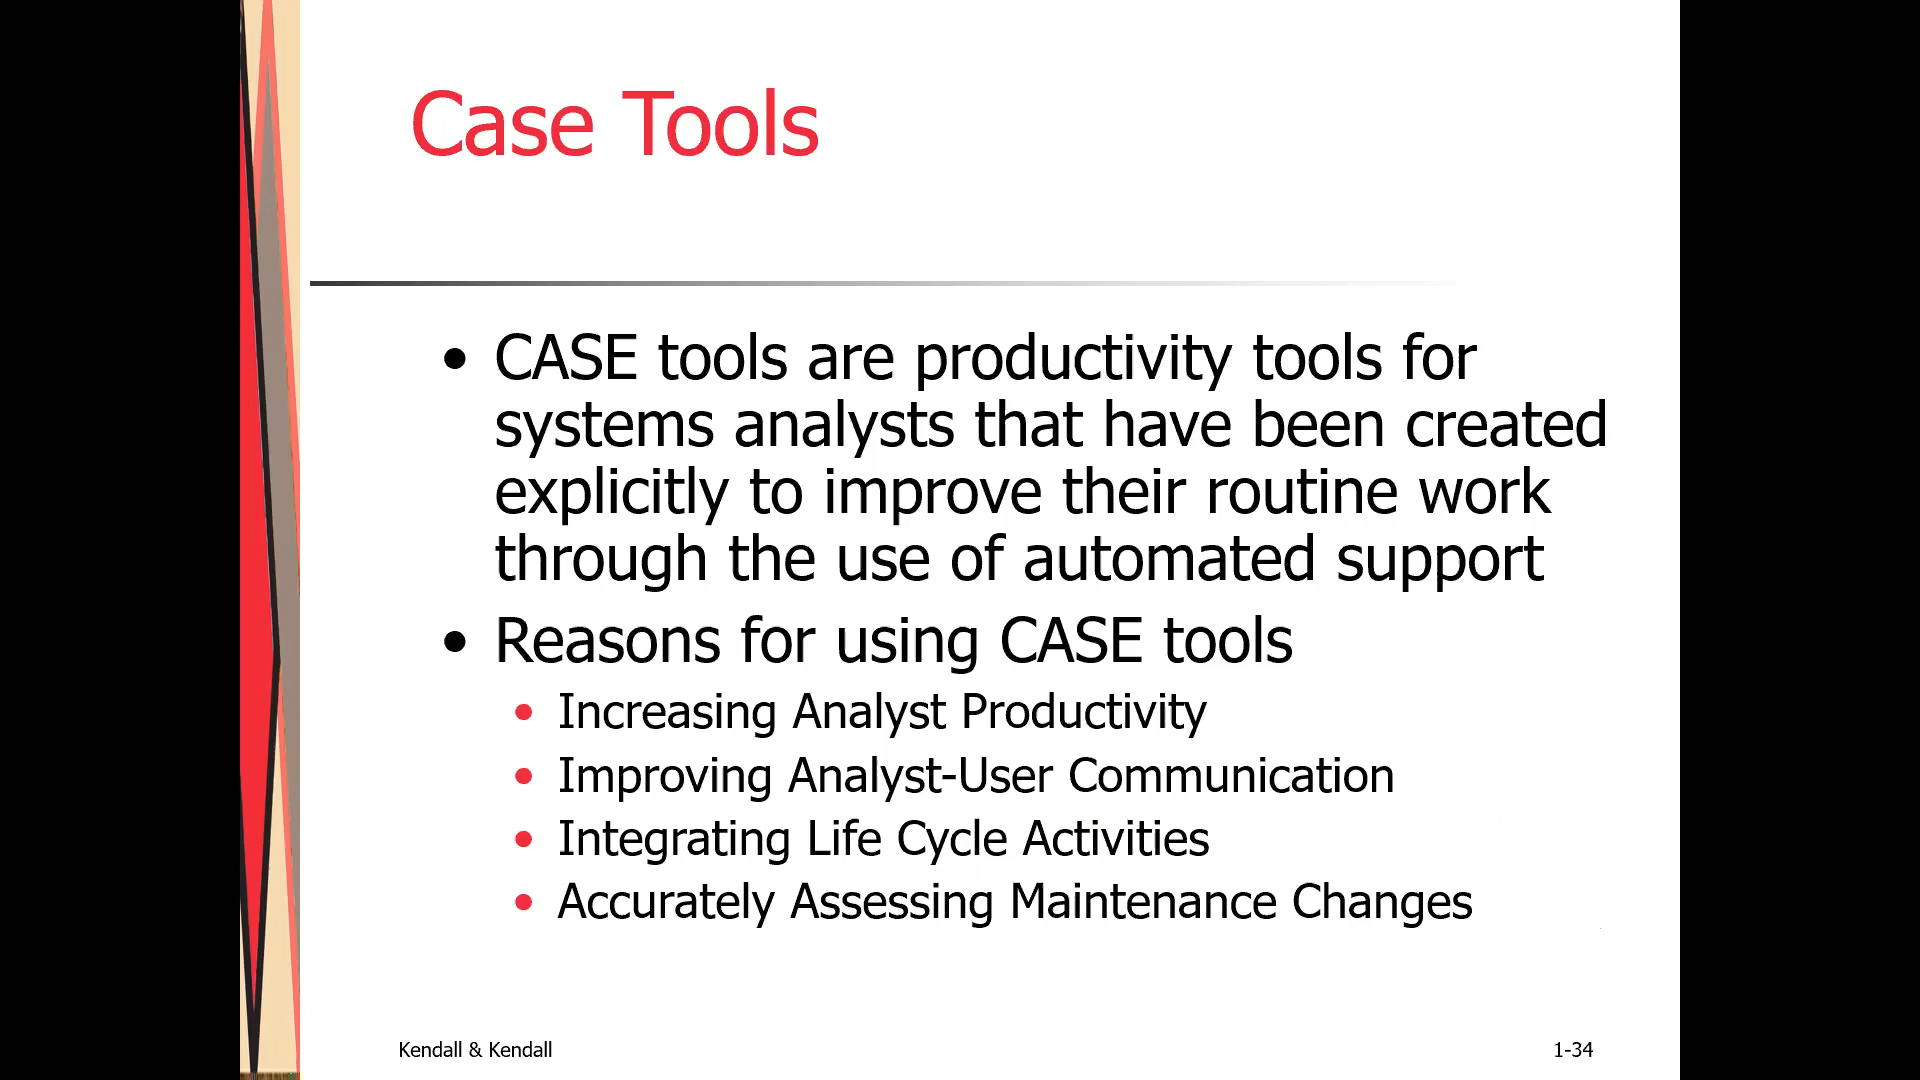 Case Tools
• CASE tools are productivity tools for
systems analysts that have been created
explicitly to improve their routine work
through the use of automated support
• Reasons for using CASE tools
• Increasing Analyst Productivity
• Improving Analyst-User Communication
• Integrating Life Cycle Activities
• Accurately Assessing Maintenance Changes
Kendall & Kendall
1-34